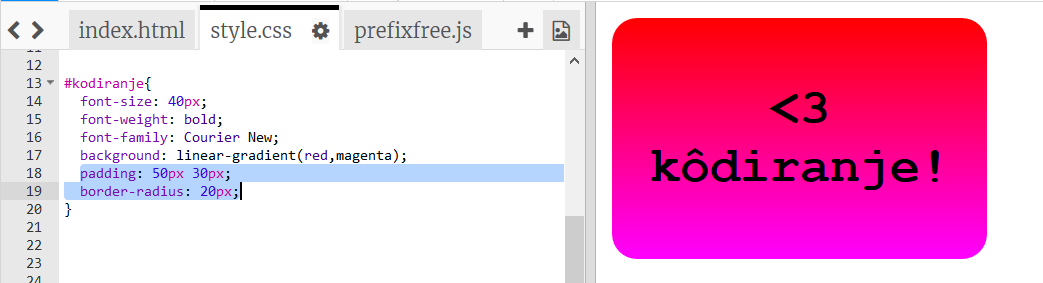 index.html style.css prefixfree.js
11
12
13 #kodiranje{
14 font-size: 40px;
15 font-weight: bold;
16 font-family: Courier New;
17 background: linear-gradient(red,magenta);
18 padding: 50px 30px;
19 border-radius: 20px;
20 }
21
22
23
24
<3
kôdiranje!